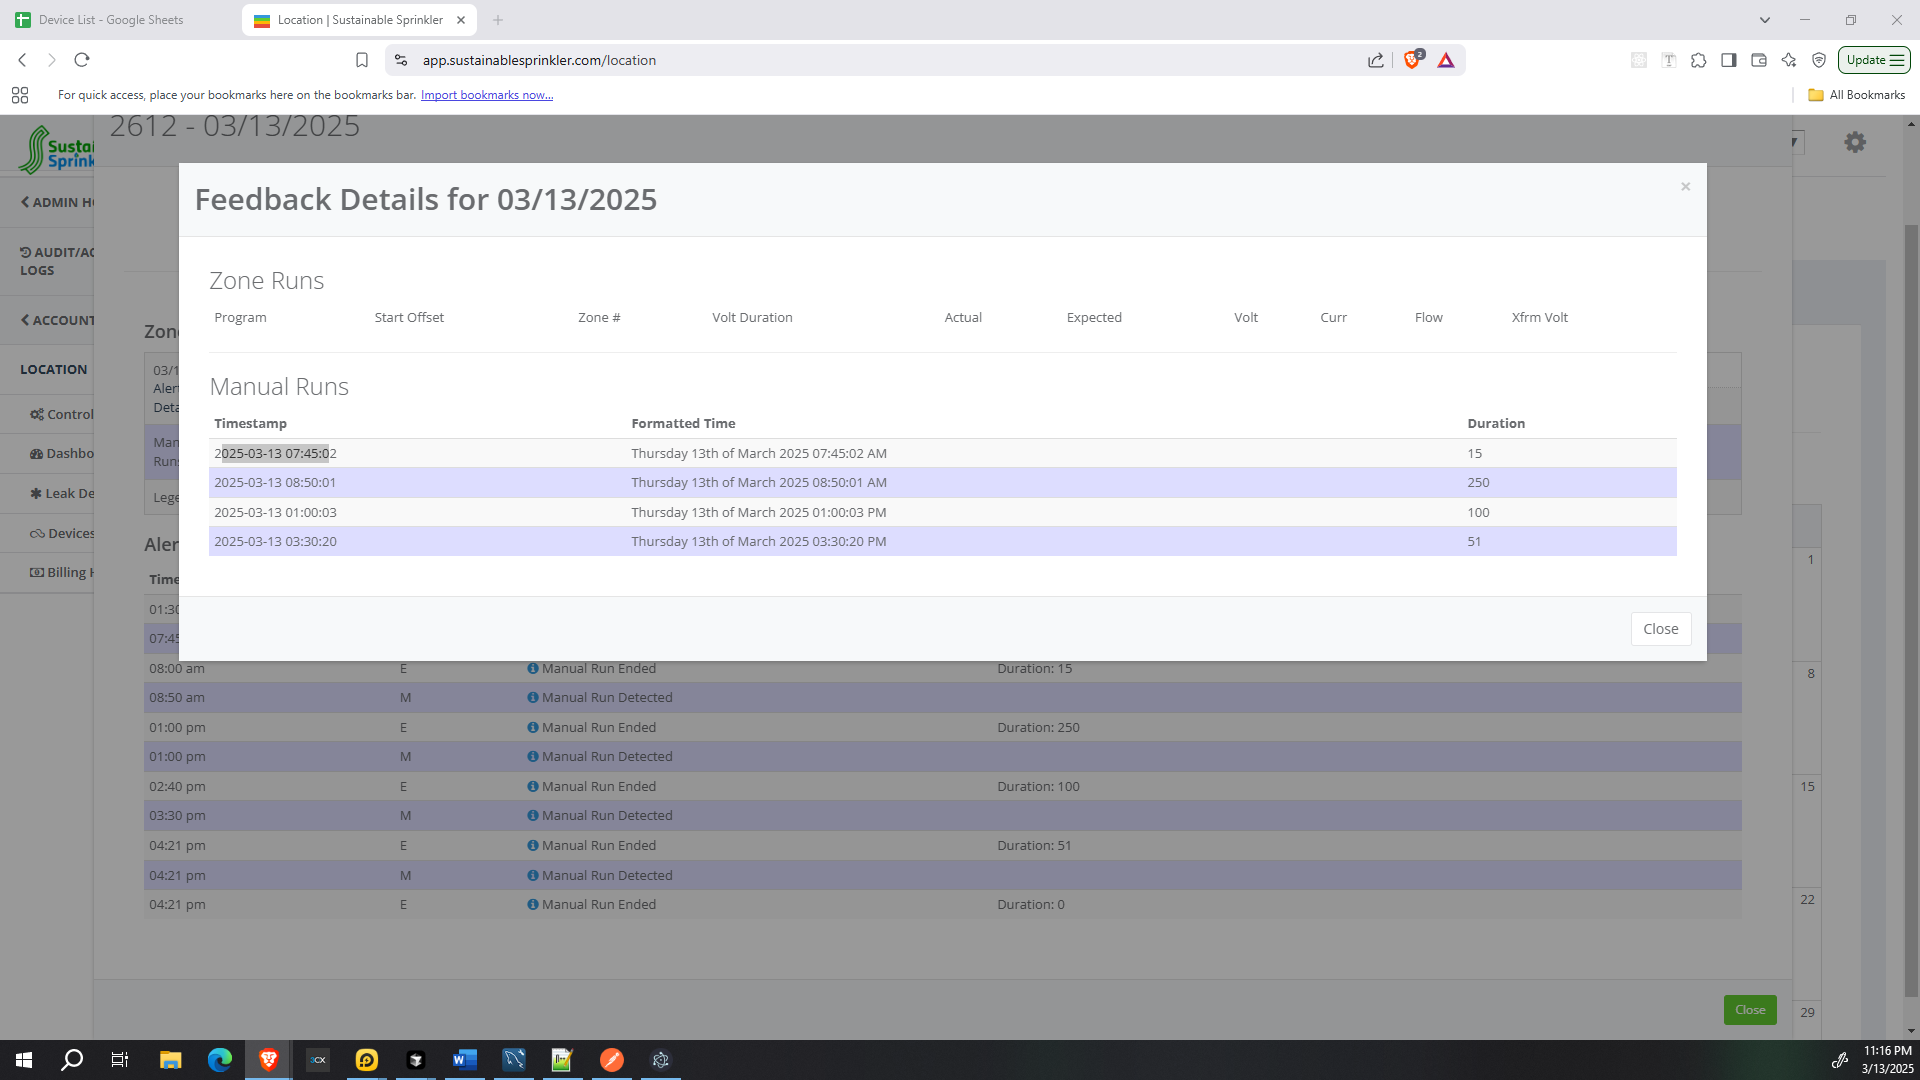 Device List - Google Sheets
Location | Sustainable Sprinkler
app.sustainablesprinkler.com/location
2
Update
For quick access, place your bookmarks here on the bookmarks bar. Import bookmarks now...
All Bookmarks
2612 - 03/13/2025
Sustai
Sprink
ADMIN HO
AUDIT/AC
LOGS
ACCOUNT
LOCATION
Control
Dashbo
Leak De
Devices
Billing H
Feedback Details for 03/13/2025
×
Zone Runs
Program Start Offset Zone # Volt Duration Actual Expected Volt Curr Flow Xfrm Volt
Manual Runs
Timestamp Formatted Time Duration
2025-03-13 07:45:02 Thursday 13th of March 2025 07:45:02 AM 15
2025-03-13 08:50:01 Thursday 13th of March 2025 08:50:01 AM 250
2025-03-13 01:00:03 Thursday 13th of March 2025 01:00:03 PM 100
2025-03-13 03:30:20 Thursday 13th of March 2025 03:30:20 PM 51
Close
Zon
03/1
Aler
Deta
Man
Runs
Lege
Aler
Time
01:30
07:45
08:00 am E Manual Run Ended Duration: 15
08:50 am M Manual Run Detected
01:00 pm E Manual Run Ended Duration: 250
01:00 pm M Manual Run Detected
02:40 pm E Manual Run Ended Duration: 100
03:30 pm M Manual Run Detected
04:21 pm E Manual Run Ended Duration: 51
04:21 pm M Manual Run Detected
04:21 pm E Manual Run Ended Duration: 0
Close
1
8
15
22
29
3CX
11:16 PM
3/13/2025